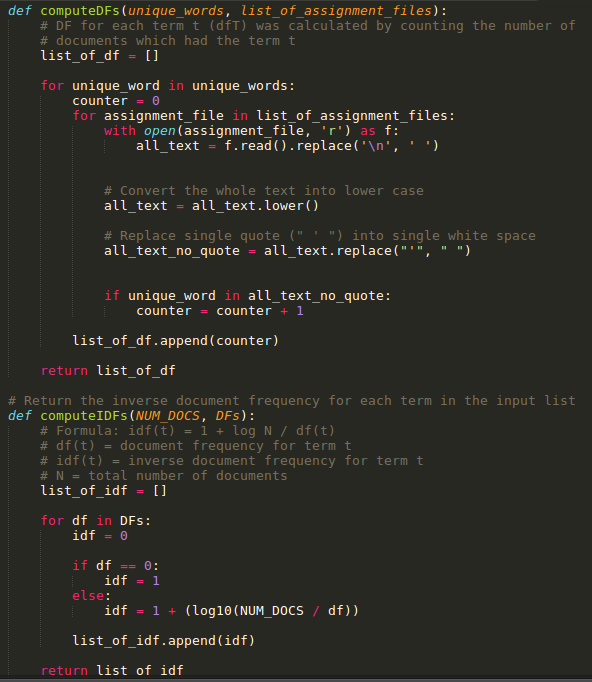 def computeDFs(unique_words, list_of_assignment_files):
    # DF for each term t (dfT) was calculated by counting the number of
    # documents which had the term t
    list_of_df = []
    for unique_word in unique_words:
        counter = 0
        for assignment_file in list_of_assignment_files:
            with open(assignment_file, 'r') as f:
                all_text = f.read().replace('\n', ' ')
            # Convert the whole text into lower case
            all_text = all_text.lower()
            # Replace single quote (" ' ") into single white space
            all_text_no_quote = all_text.replace("'", " ")
            if unique_word in all_text_no_quote:
                counter = counter + 1
        list_of_df.append(counter)
    return list_of_df
# Return the inverse document frequency for each term in the input list
def computeIDFs(NUM_DOCS, DFs):
    # Formula: idf(t) = 1 + log N / df(t)
    # df(t) = document frequency for term t
    # idf(t) = inverse document frequency for term t
    # N = total number of documents
    list_of_idf = []
    for df in DFs:
        idf = 0
        if df == 0:
            idf = 1
        else:
            idf = 1 + (log10(NUM_DOCS / df))
        list_of_idf.append(idf)
    return list_of_idf